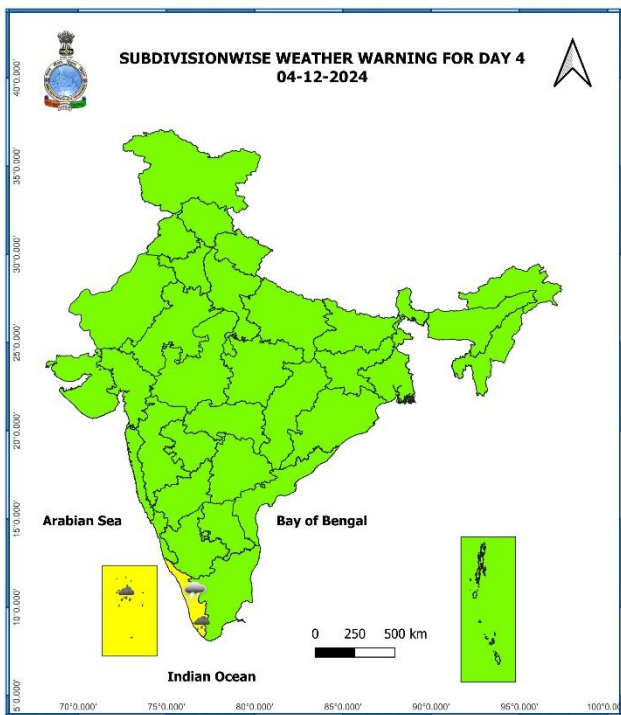 SUBDIVISIONWISE WEATHER WARNING FOR DAY 4
04-12-2024
40°0.000'
35°0.000'
30°0.000'
25°0.000'
20°0.000'
15°0.000'
10°0.000'
5°0.000'
Arabian Sea
Bay of Bengal
0 250 500 km
Indian Ocean
70°0.000' 75°0.000' 80°0.000' 85°0.000' 90°0.000' 95°0.000' 100°0.000'